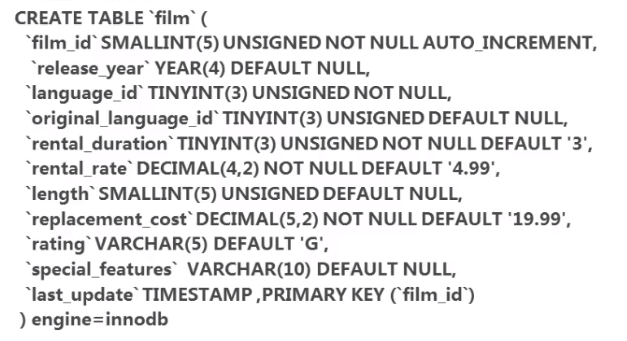 CREATE TABLE `film` (
`film_id` SMALLINT(5) UNSIGNED NOT NULL AUTO_INCREMENT,
`release_year` YEAR(4) DEFAULT NULL,
`language_id` TINYINT(3) UNSIGNED NOT NULL,
`original_language_id` TINYINT(3) UNSIGNED DEFAULT NULL,
`rental_duration` TINYINT(3) UNSIGNED NOT NULL DEFAULT '3',
`rental_rate` DECIMAL(4,2) NOT NULL DEFAULT '4.99',
`length` SMALLINT(5) UNSIGNED DEFAULT NULL,
`replacement_cost` DECIMAL(5,2) NOT NULL DEFAULT '19.99',
`rating` VARCHAR(5) DEFAULT 'G',
`special_features` VARCHAR(10) DEFAULT NULL,
`last_update` TIMESTAMP ,PRIMARY KEY (`film_id`)
) engine=innodb